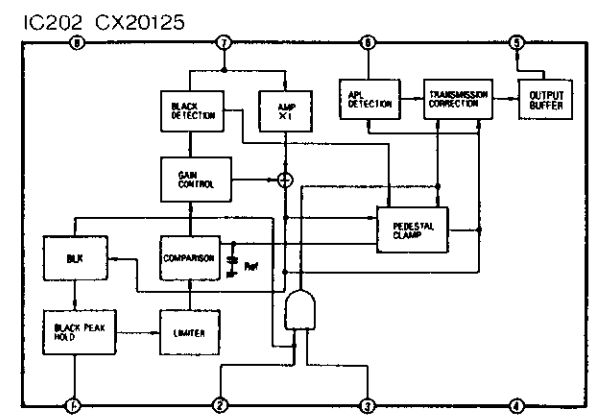 IC202 CX20125
8
7
6
5
BLACK
DETECTION
AMP
×1
APL
DETECTION
TRANSMISSION
CORRECTION
OUTPUT
BUFFER
GAIN
CONTROL
PEDESTAL
CLAMP
BLK
COMPARISON
Ref
BLACK PEAK
HOLD
LIMITER
1
2
3
4